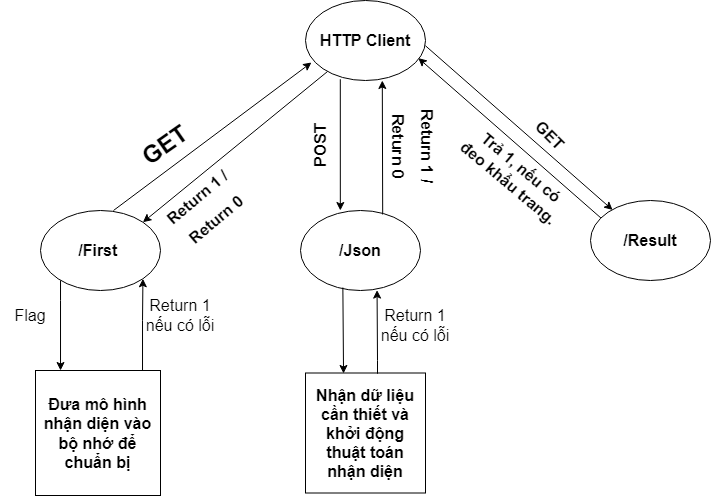 HTTP Client
GET
Return 1 /
Return 0
POST
Return 1 /
Return 0
GET
Trả 1, nếu có
đeo khẩu trang.
/First
/Json
/Result
Flag
Return 1
nếu có lỗi
Return 1
nếu có lỗi
Đưa mô hình
nhận diện vào
bộ nhớ để
chuẩn bị
Nhận dữ liệu
cần thiết và
khởi động
thuật toán
nhận diện